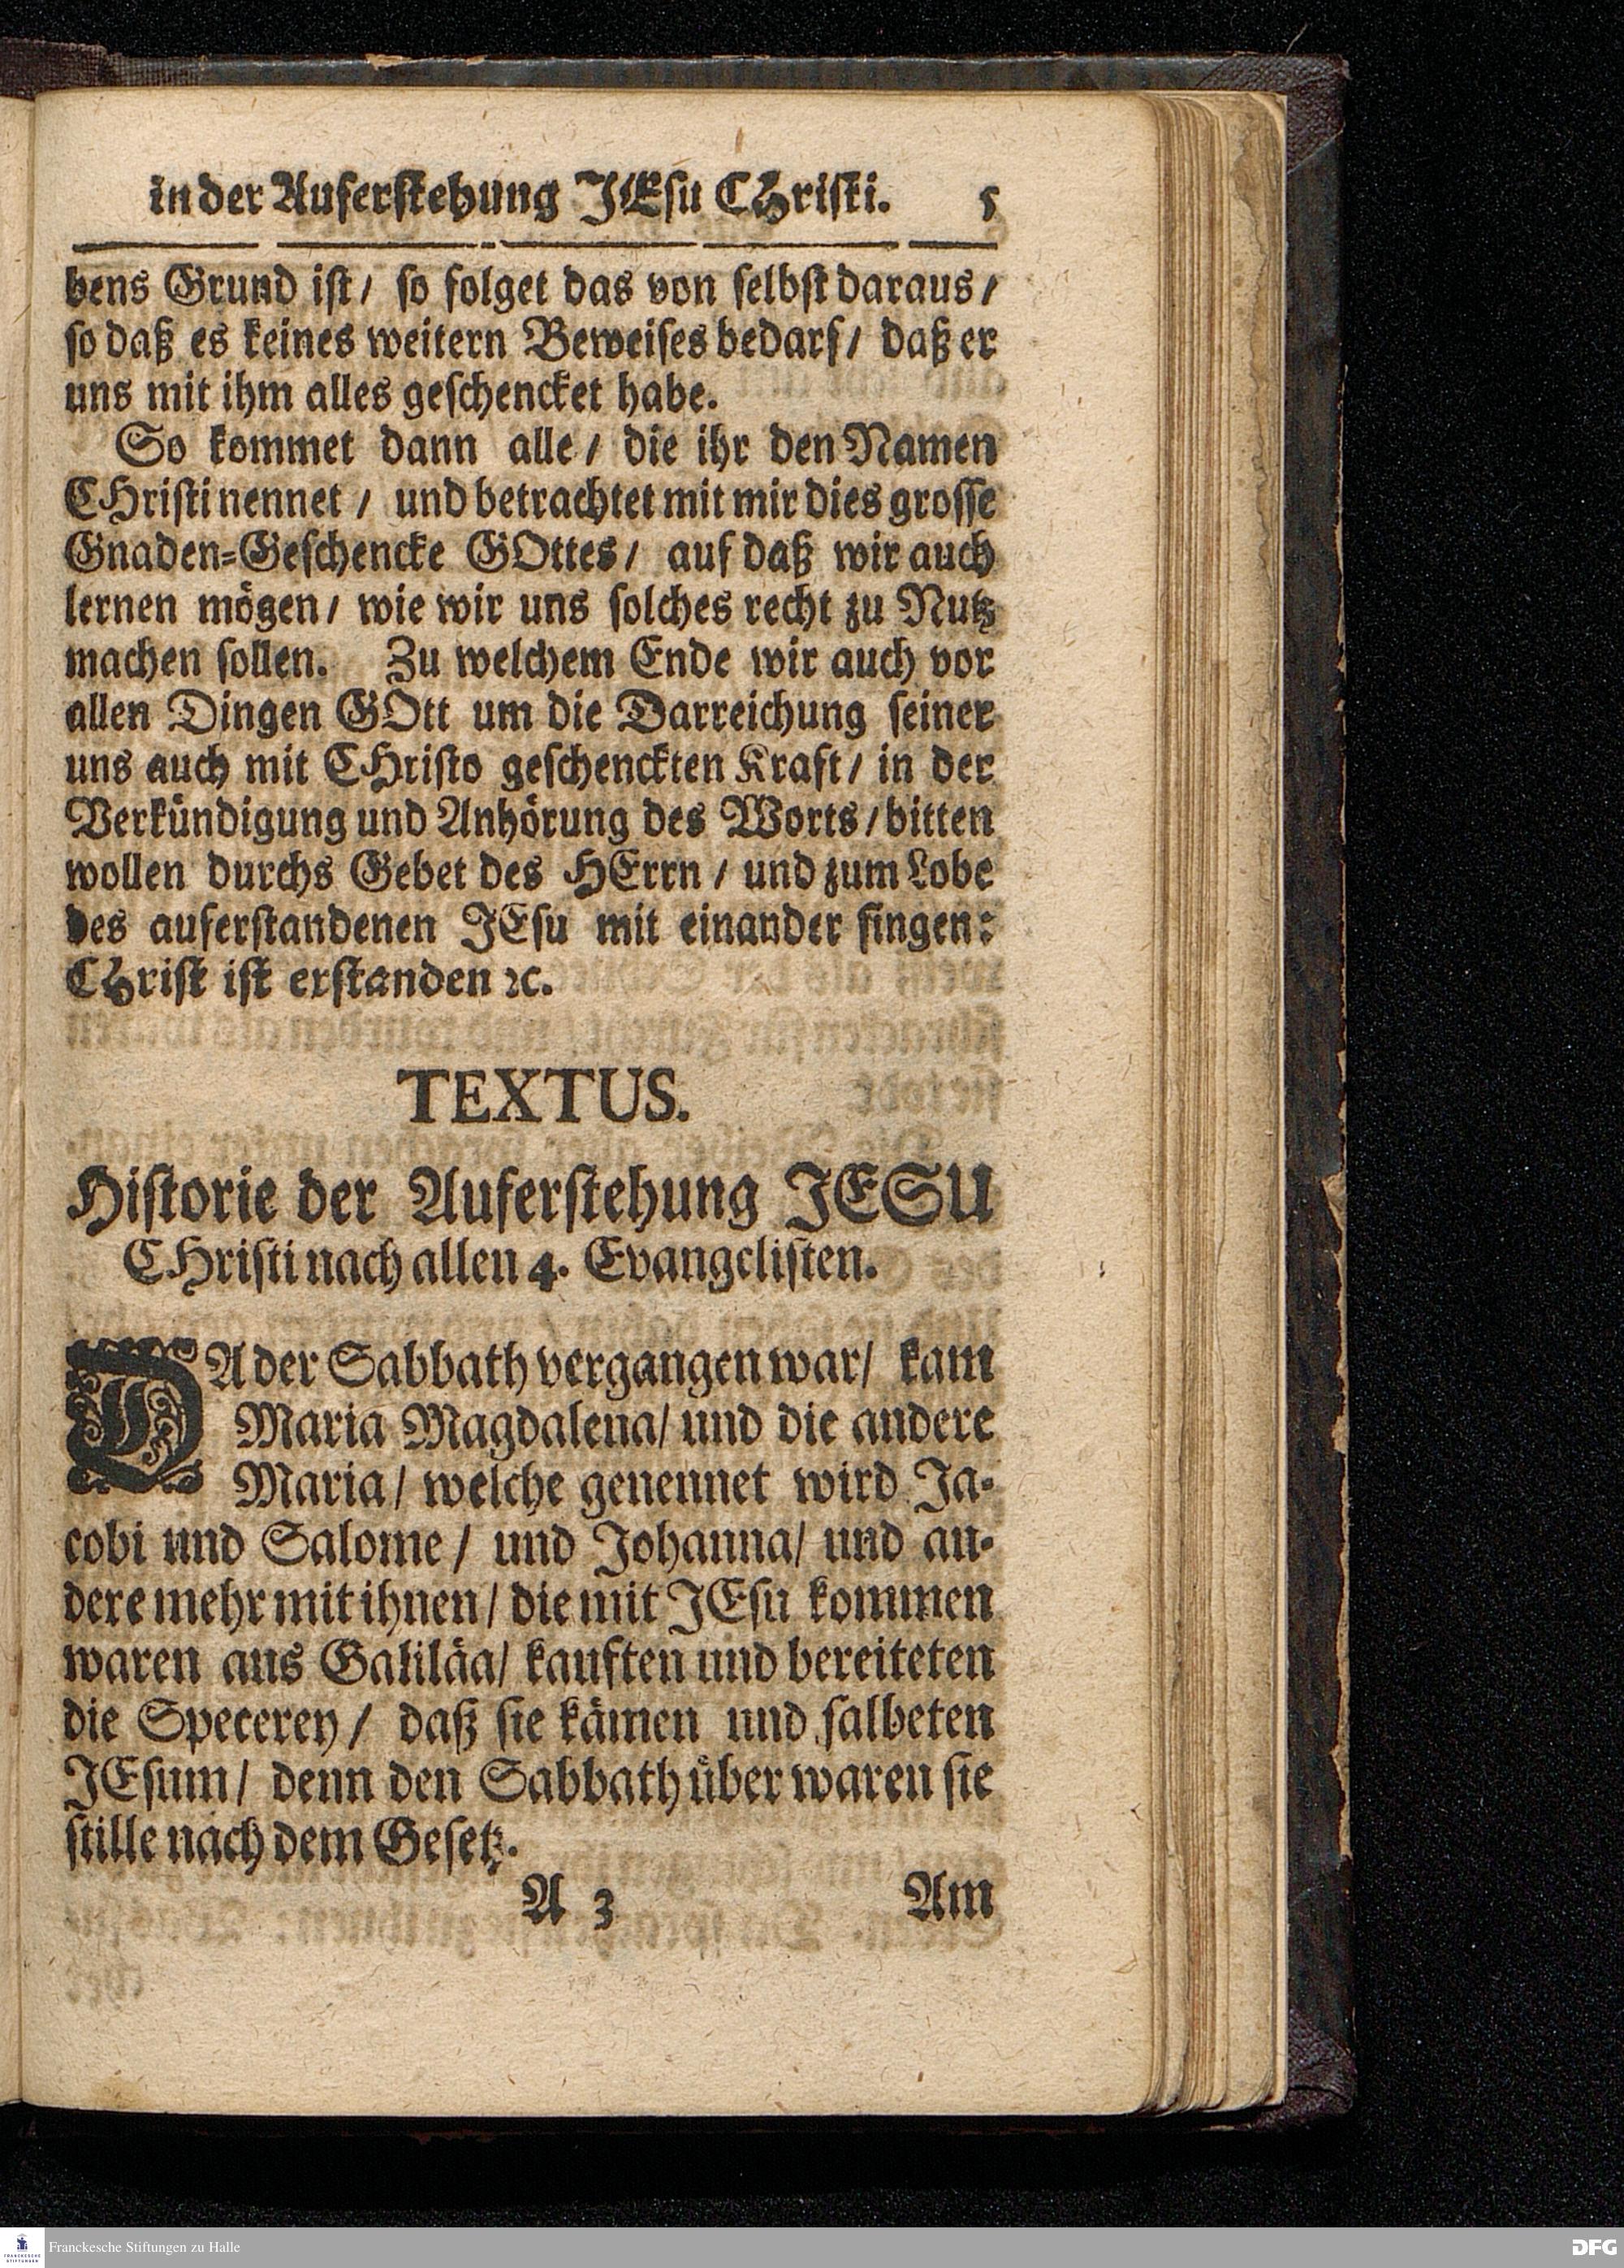 in der Auferstehung JEsu CHristi. 5
bens Grund ist/ so folget das von selbst daraus/
so daß es keines weitern Beweises bedarf/ daß er
uns mit ihm alles geschencket habe.
So kommet dann alle/ die ihr den Namen
CHristi nennet/ und betrachtet mit mir dies grosse
Gnaden-Geschencke GOttes/ auf daß wir auch
lernen mögen/ wie wir uns solches recht zu Nutz
machen sollen. Zu welchem Ende wir auch vor
allen Dingen GOtt um die Darreichung seiner
uns auch mit CHristo geschenckten Kraft/ in der
Verkündigung und Anhörung des Worts/ bitten
wollen durchs Gebet des HErrn/ und zum Lobe
des auferstandenen JEsu mit einander singen:
CHrist ist erstanden ꝛc.
TEXTUS.
Historie der Auferstehung JESU
CHristi nach allen 4. Evangelisten.
DA der Sabbath vergangen war/ kam
Maria Magdalena/ und die andere
Maria/ welche genennet wird Ja-
cobi und Salome/ und Johanna/ und an-
dere mehr mit ihnen/ die mit JEsu kommen
waren aus Galiläa/ kauften und bereiteten
die Specerey/ daß sie kämen und salbeten
JEsum/ denn den Sabbath über waren sie
stille nach dem Gesetz.
A 3 Am
FRANCKESCHE STIFTUNGEN
Franckesche Stiftungen zu Halle
DFG